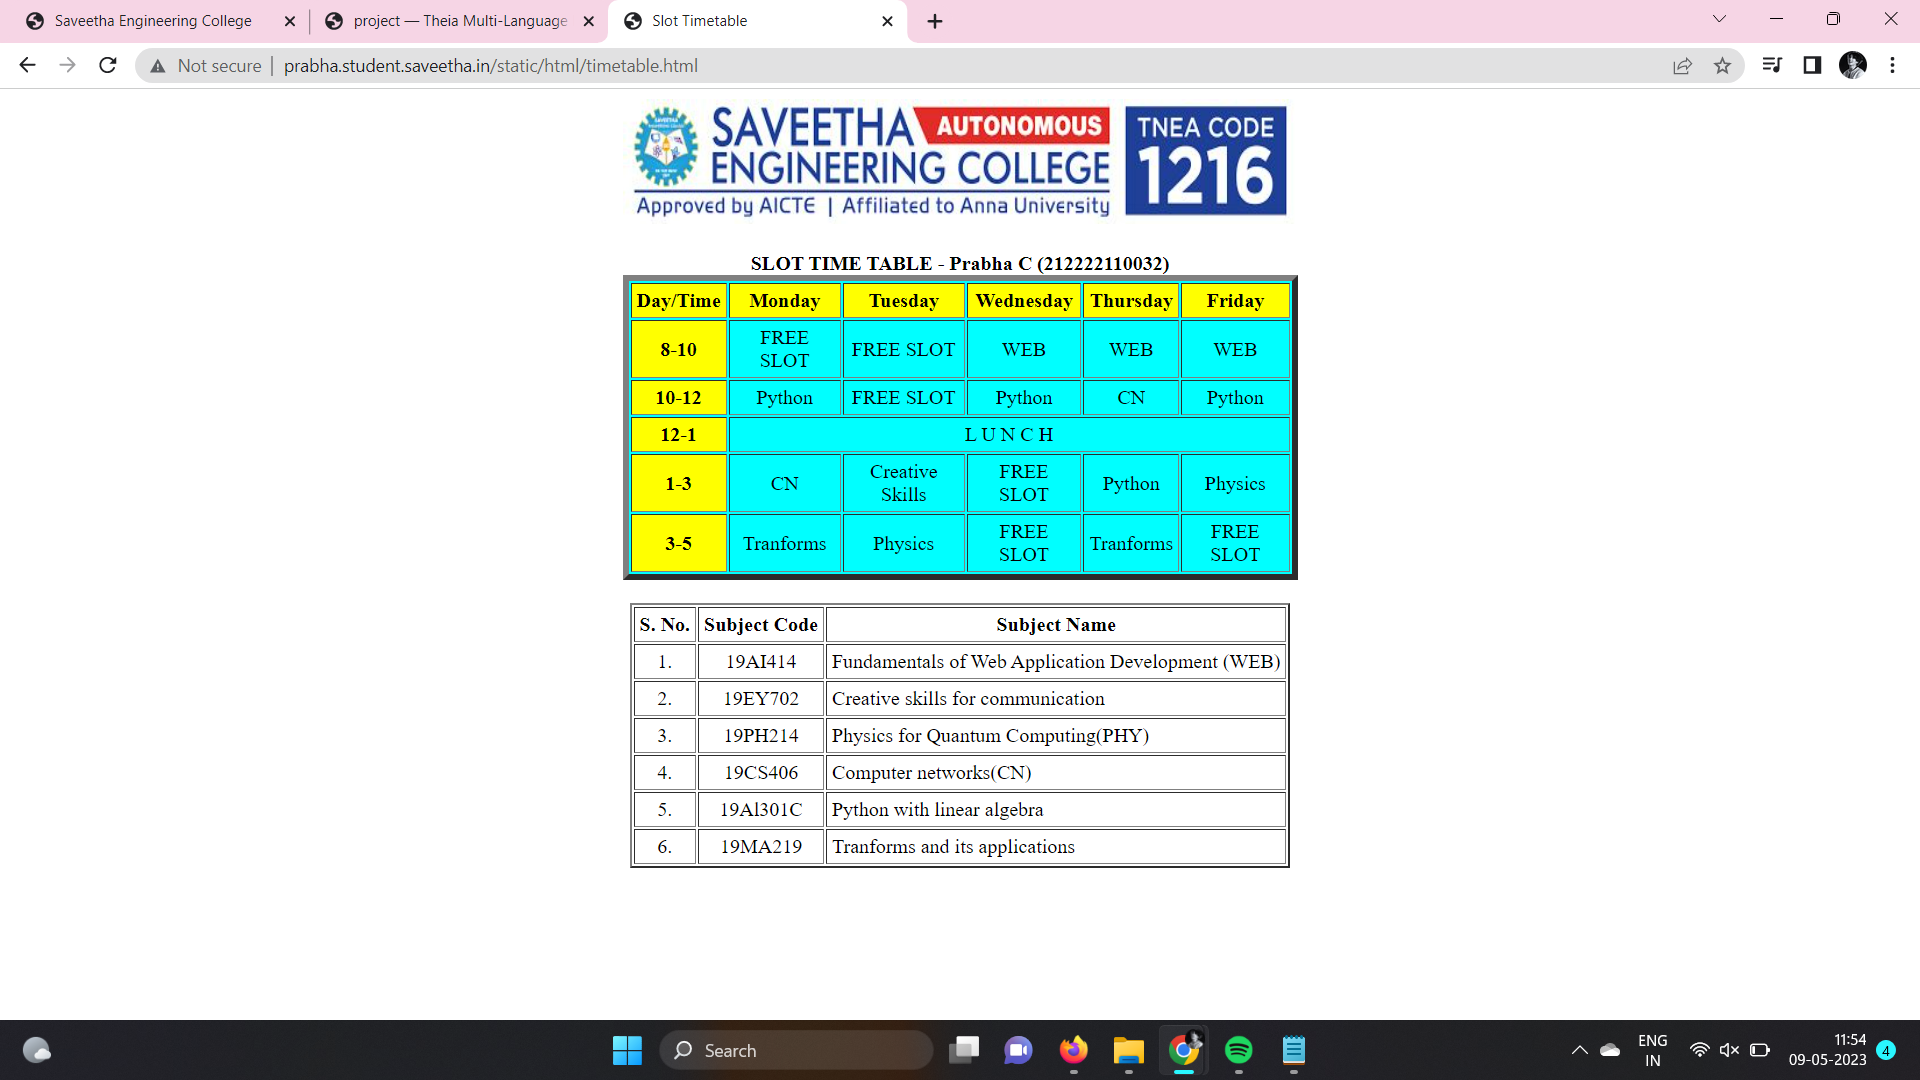 Saveetha Engineering College
project — Theia Multi-Language
Slot Timetable
Not secure | prabha.student.saveetha.in/static/html/timetable.html
SAVEETHA AUTONOMOUS
ENGINEERING COLLEGE
Approved by AICTE | Affiliated to Anna University
TNEA CODE
1216
SLOT TIME TABLE - Prabha C (212222110032)
Day/Time Monday Tuesday Wednesday Thursday Friday
8-10 FREE SLOT FREE SLOT WEB WEB WEB
10-12 Python FREE SLOT Python CN Python
12-1 L U N C H
1-3 CN Creative Skills FREE SLOT Python Physics
3-5 Tranforms Physics FREE SLOT Tranforms FREE SLOT
S. No. Subject Code Subject Name
1. 19AI414 Fundamentals of Web Application Development (WEB)
2. 19EY702 Creative skills for communication
3. 19PH214 Physics for Quantum Computing(PHY)
4. 19CS406 Computer networks(CN)
5. 19Al301C Python with linear algebra
6. 19MA219 Tranforms and its applications
Search
ENG
IN
11:54
09-05-2023
4